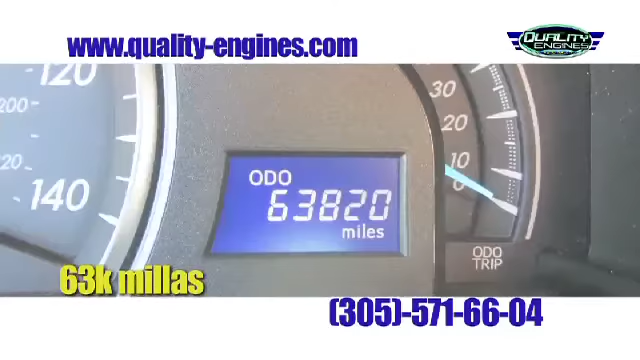 www.quality-engines.com
QUALITY
ENGINES
120
200
220
140
30
20
10
0
ODO
63820
miles
ODO
TRIP
63k millas
(305)-571-66-04